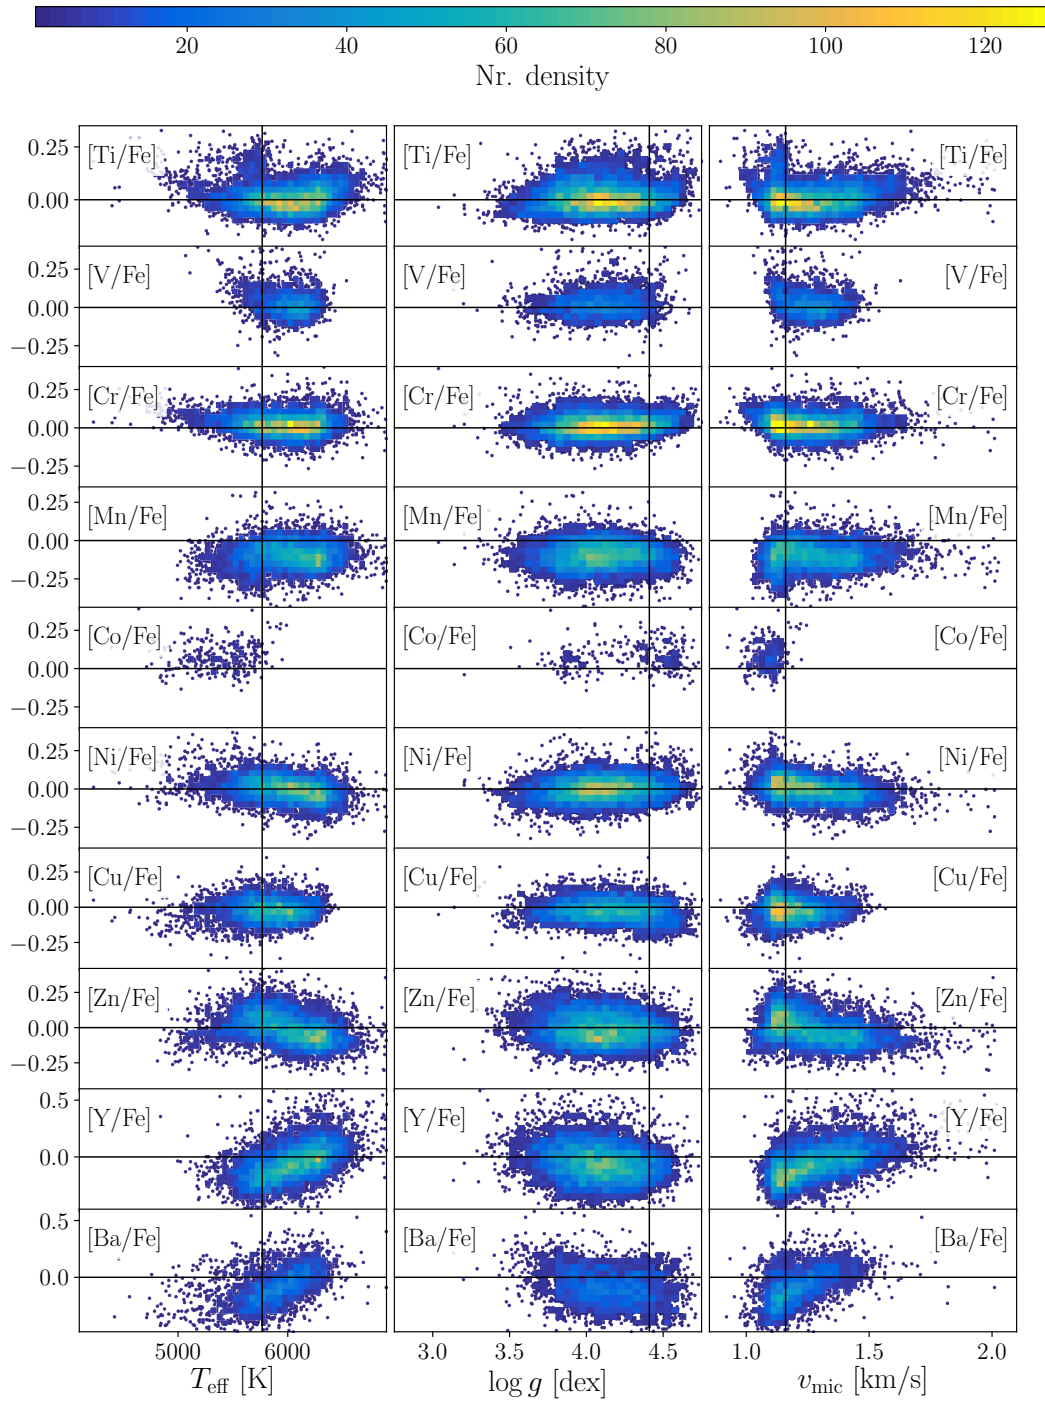 20 40 60 80 100 120
Nr. density
[Ti/Fe] [Ti/Fe] [Ti/Fe]
0.25
0.00
[V/Fe] [V/Fe] [V/Fe]
0.25
0.00
−0.25
[Cr/Fe] [Cr/Fe] [Cr/Fe]
0.25
0.00
−0.25
[Mn/Fe] [Mn/Fe] [Mn/Fe]
0.00
−0.25
[Co/Fe] [Co/Fe] [Co/Fe]
0.25
0.00
−0.25
[Ni/Fe] [Ni/Fe] [Ni/Fe]
0.25
0.00
−0.25
[Cu/Fe] [Cu/Fe] [Cu/Fe]
0.25
0.00
−0.25
[Zn/Fe] [Zn/Fe] [Zn/Fe]
0.25
0.00
−0.25
0.5
[Y/Fe] [Y/Fe] [Y/Fe]
0.0
0.5
[Ba/Fe] [Ba/Fe] [Ba/Fe]
0.0
5000 6000 3.0 3.5 4.0 4.5 1.0 1.5 2.0
T_eff [K] log g [dex] v_mic [km/s]